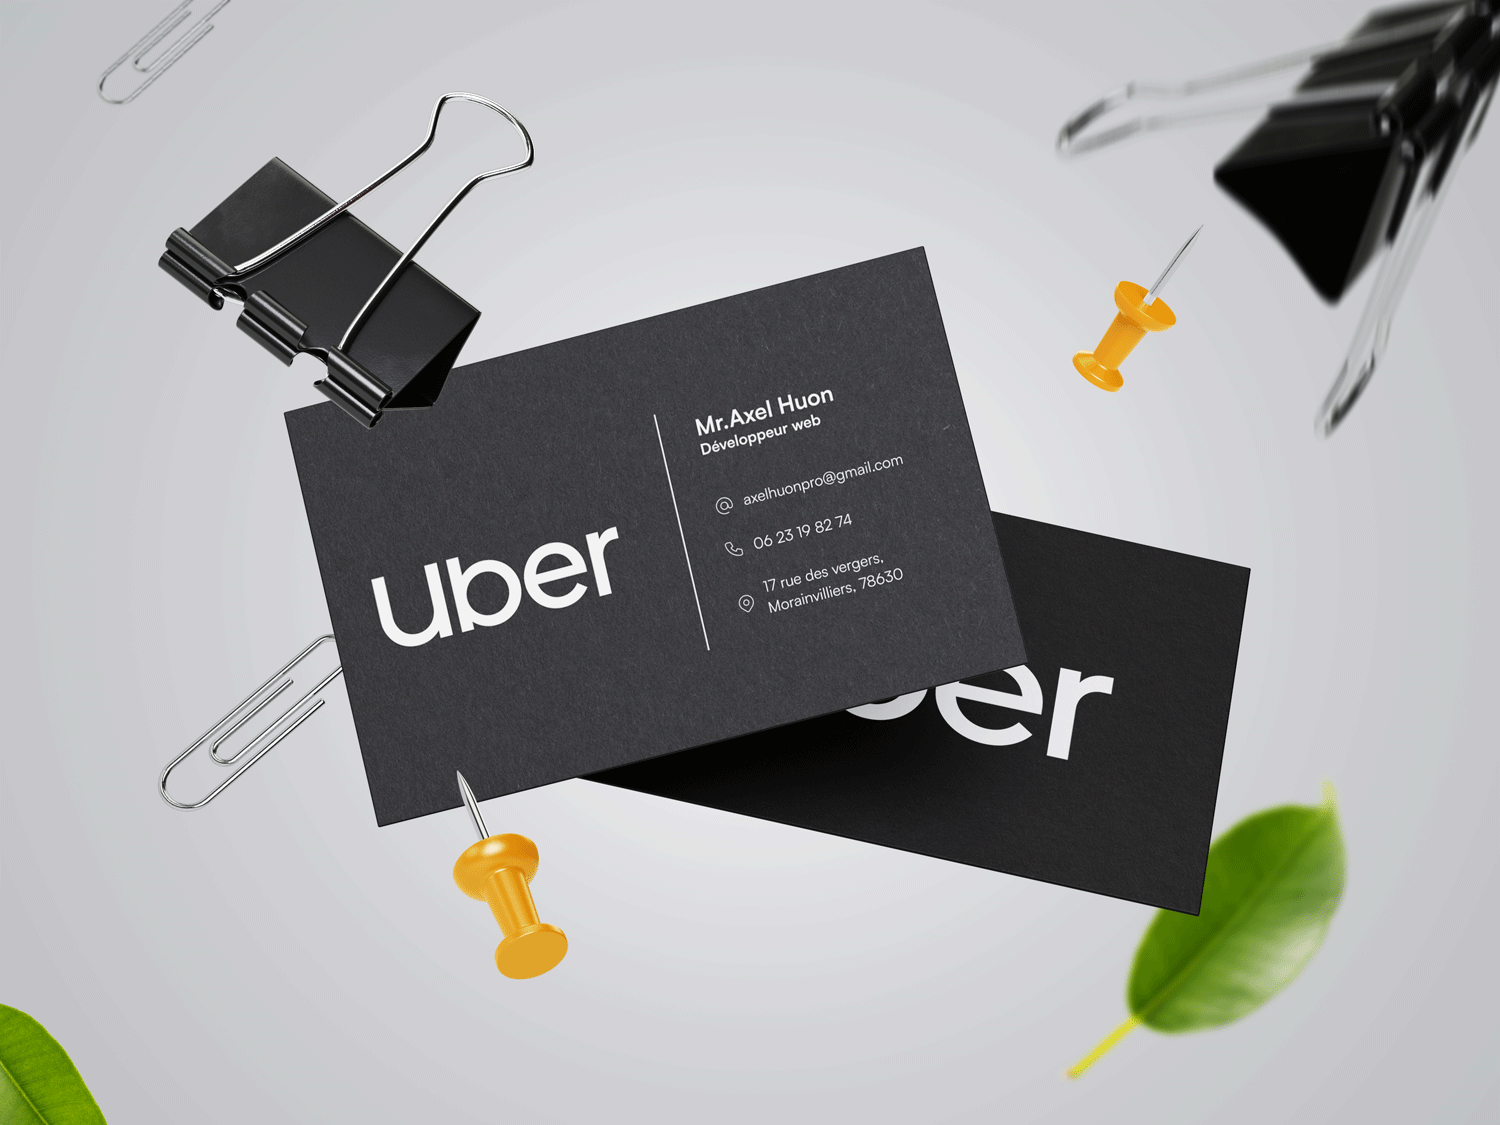 uber
Mr.Axel Huon
Développeur web
axelhuonpro@gmail.com
06 23 19 82 74
17 rue des vergers,
Morainvilliers, 78630
ber